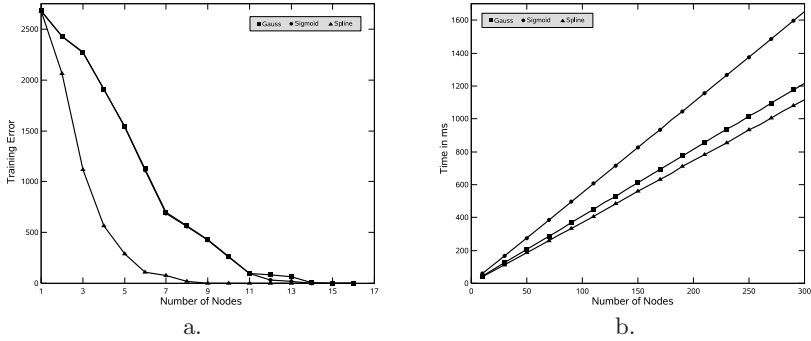 Gauss Sigmoid Spline
2500
2000
1500
1000
500
0
Training Error
1 3 5 7 9 11 13 15 17
Number of Nodes
a.
Gauss Sigmoid Spline
1600
1400
1200
1000
800
600
400
200
0
Time in ms
0 50 100 150 200 250 300
Number of Nodes
b.